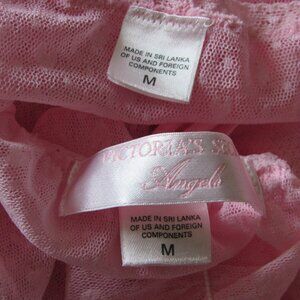 MADE IN SRI LANKA
OF US AND FOREIGN
COMPONENTS
M
VICTORIA'S
Angels
MADE IN SRI LANKA
OF US AND FOREIGN
COMPONENTS
M